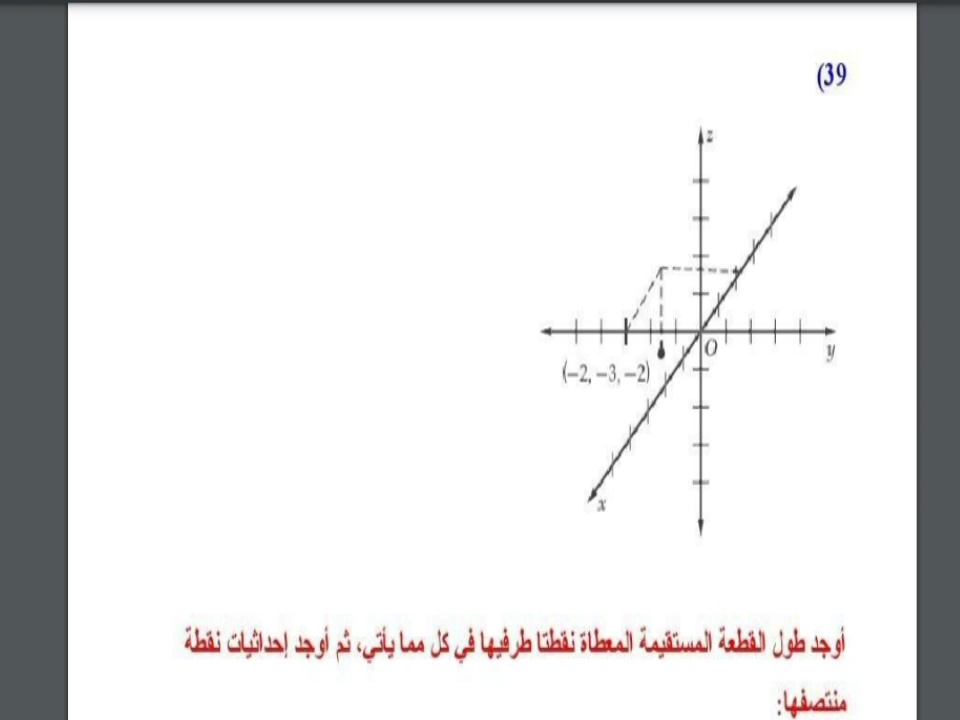 (39
z
O
y
(−2, −3, −2)
x
أوجد طول القطعة المستقيمة المعطاة نقطتا طرفيها في كل مما يأتي، ثم أوجد إحداثيات نقطة
منتصفها: